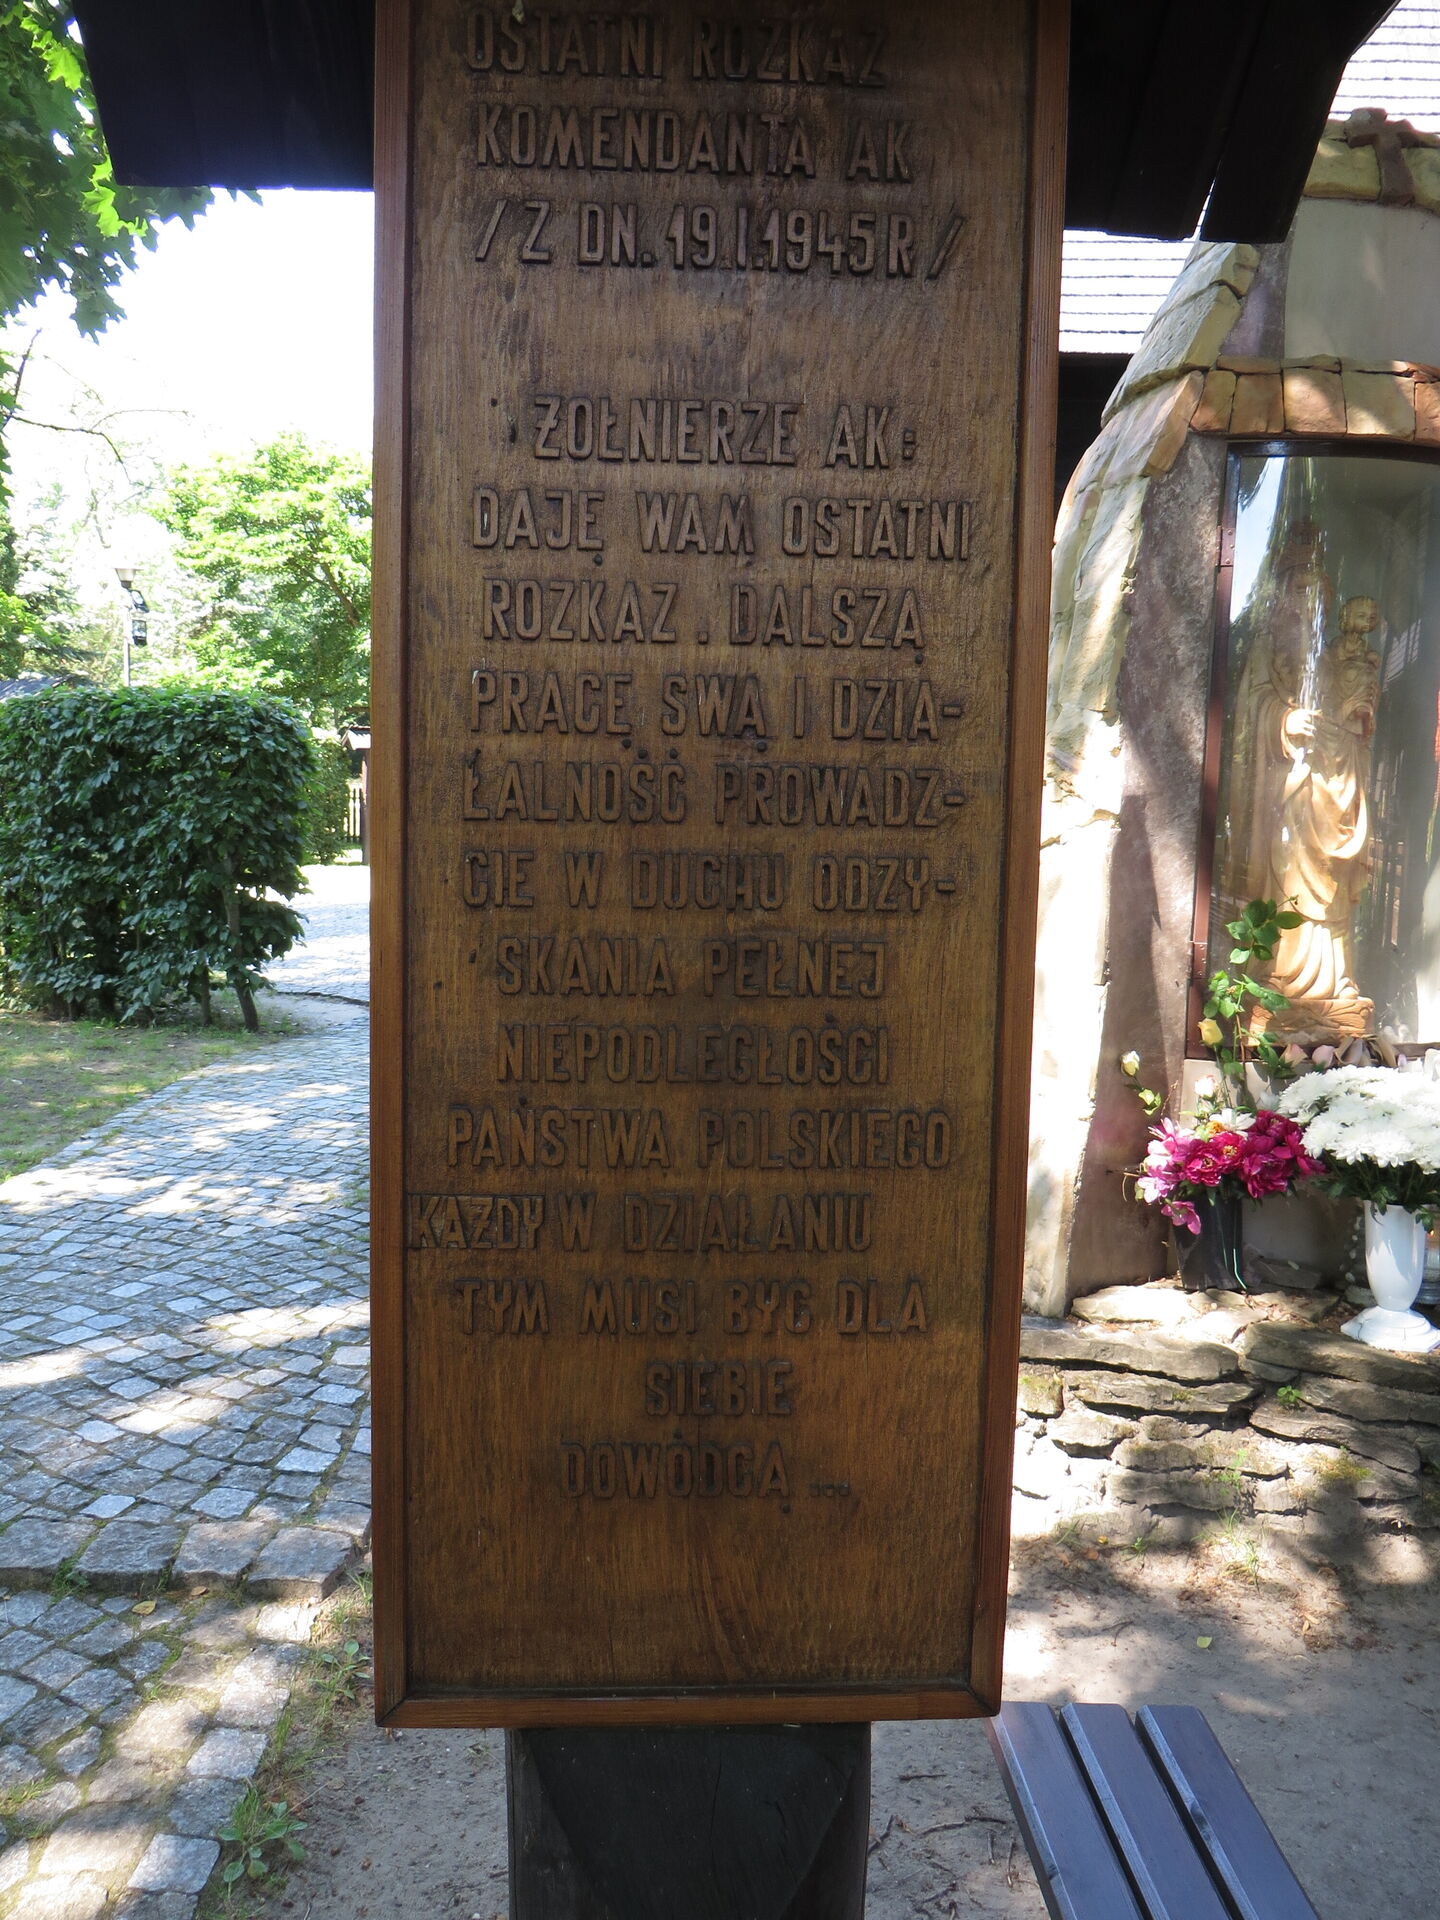 OSTATNI ROZKAZ
KOMENDANTA AK
/Z DN. 19.I.1945R/
ŻOŁNIERZE AK:
DAJĘ WAM OSTATNI
ROZKAZ. DALSZĄ
PRACĘ SWĄ I DZIA-
ŁALNOŚĆ PROWADZ-
CIE W DUCHU ODZY-
SKANIA PEŁNEJ
NIEPODLEGŁOŚCI
PAŃSTWA POLSKIEGO
KAŻDY W DZIAŁANIU
TYM MUSI BYĆ DLA
SIEBIE
DOWÓDCĄ ...